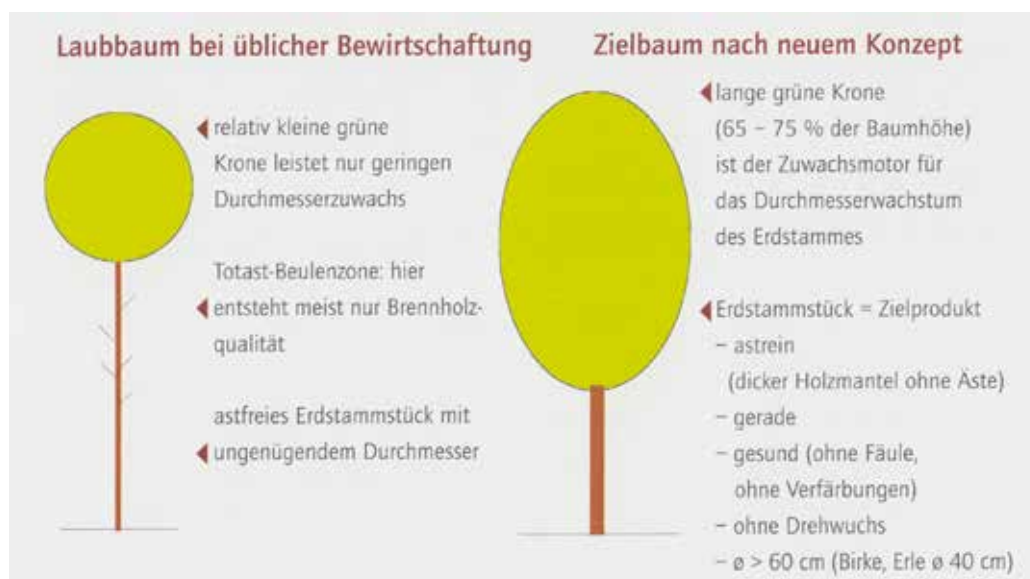 Laubbaum bei üblicher Bewirtschaftung
relativ kleine grüne
Krone leistet nur geringen
Durchmesserzuwachs
Totast-Beulenzone: hier
entsteht meist nur Brennholz-
qualität
astfreies Erdstammstück mit
ungenügendem Durchmesser
Zielbaum nach neuem Konzept
lange grüne Krone
(65 – 75 % der Baumhöhe)
ist der Zuwachsmotor für
das Durchmesserwachstum
des Erdstammes
Erdstammstück = Zielprodukt
– astrein
(dicker Holzmantel ohne Äste)
– gerade
– gesund (ohne Fäule,
ohne Verfärbungen)
– ohne Drehwuchs
– ø > 60 cm (Birke, Erle ø 40 cm)